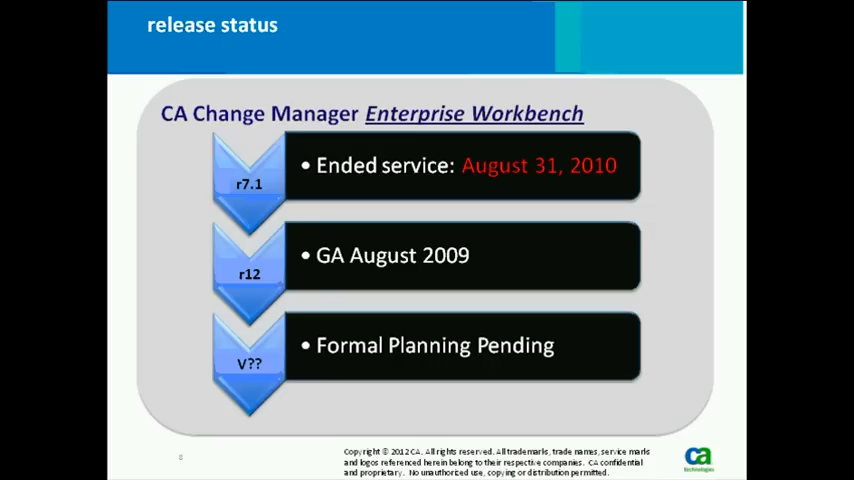 release status
CA Change Manager Enterprise Workbench
r7.1
• Ended service: August 31, 2010
r12
• GA August 2009
V??
• Formal Planning Pending
Copyright © 2012 CA. All rights reserved. All trademarks, trade names, service marks
and logos referenced herein belong to their respective companies. CA confidential
and proprietary. No unauthorized use, copying or distribution permitted.
ca
technologies